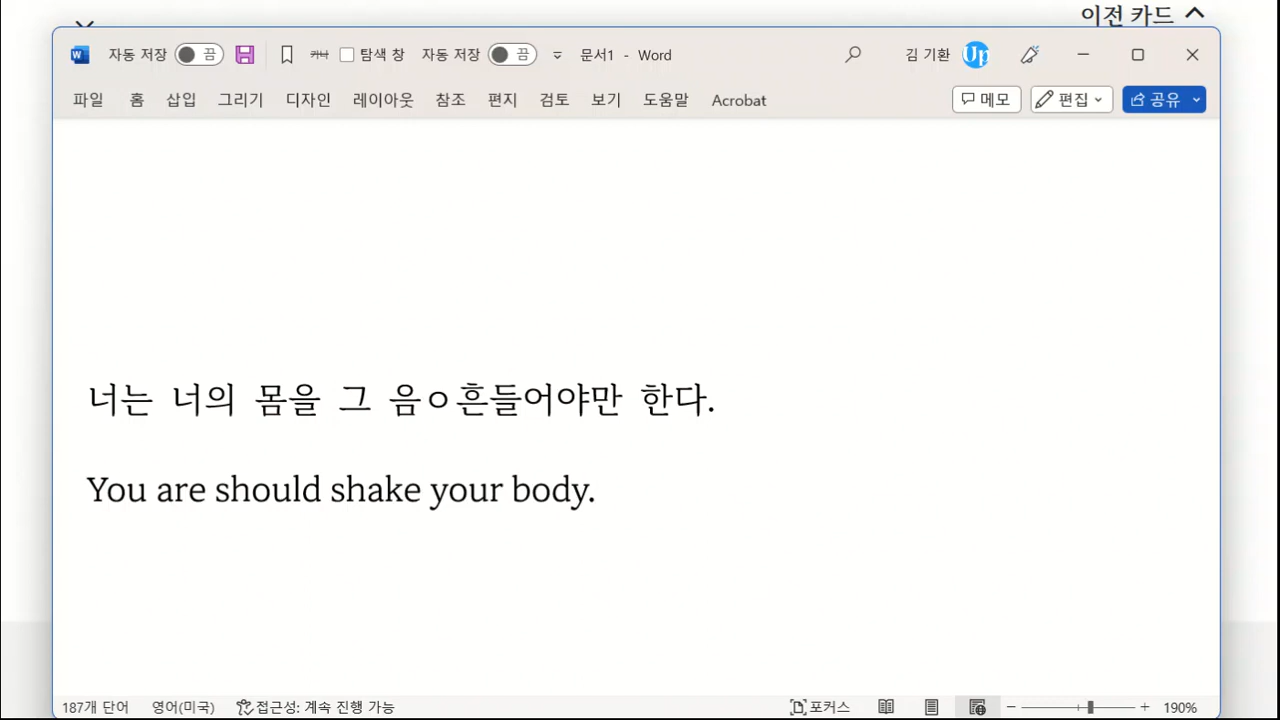 이전 카드
자동 저장 끔 가나 탐색 창 자동 저장 끔 문서1 - Word 김 기환 Up
파일 홈 삽입 그리기 디자인 레이아웃 참조 편지 검토 보기 도움말 Acrobat 메모 편집 공유
너는 너의 몸을 그 음ㅇ흔들어야만 한다.
You are should shake your body.
187개 단어 영어(미국) 접근성: 계속 진행 가능 포커스 190%